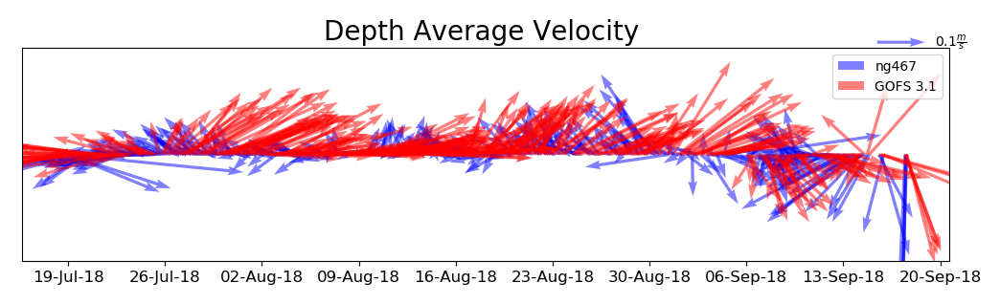 Depth Average Velocity
0.1 m/s
ng467
GOFS 3.1
19-Jul-18 26-Jul-18 02-Aug-18 09-Aug-18 16-Aug-18 23-Aug-18 30-Aug-18 06-Sep-18 13-Sep-18 20-Sep-18